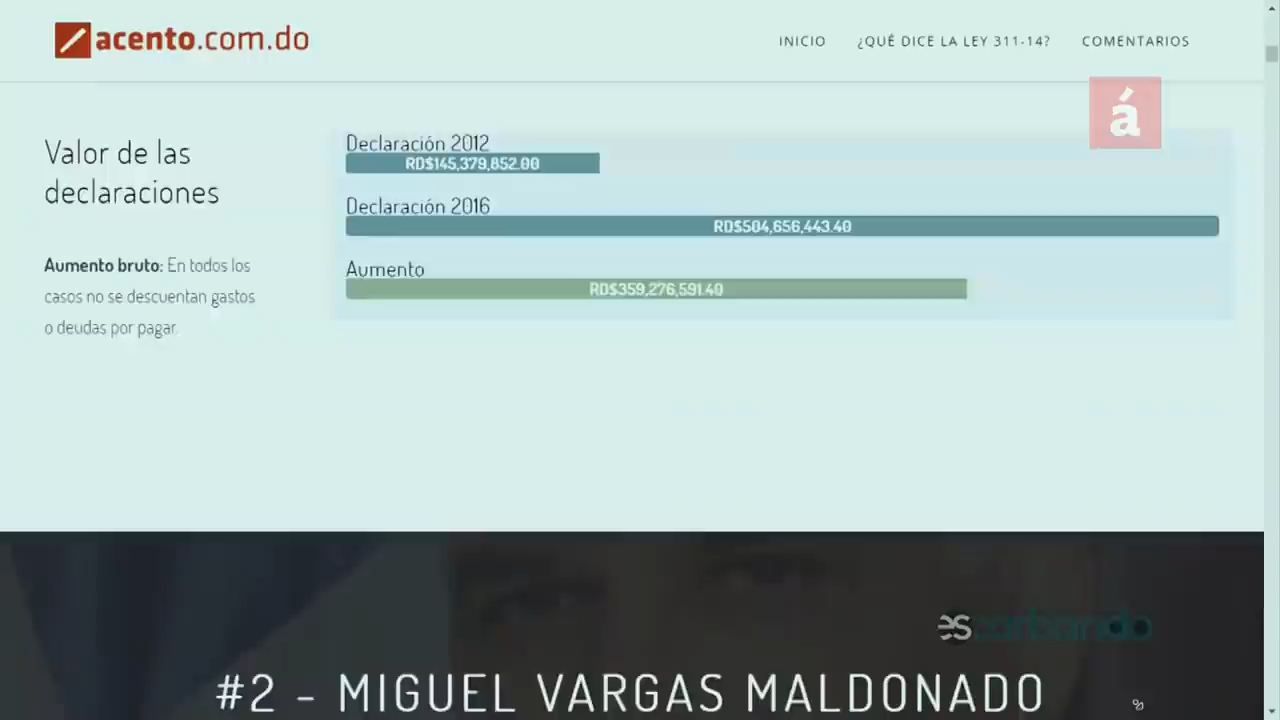 acento.com.do
INICIO
¿QUÉ DICE LA LEY 311-14?
COMENTARIOS
á
Valor de las
declaraciones
Aumento bruto: En todos los
casos no se descuentan gastos
o deudas por pagar.
Declaración 2012
RD$145,379,852.00
Declaración 2016
RD$504,656,443.40
Aumento
RD$359,276,591.40
escarbando
#2 - MIGUEL VARGAS MALDONADO